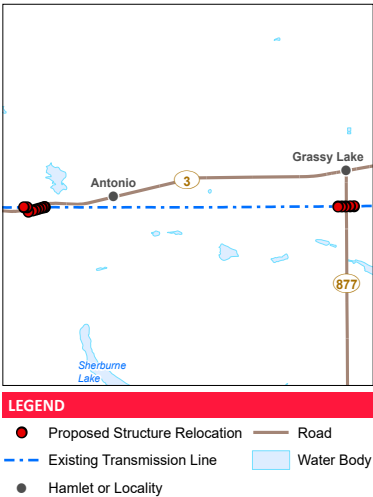 Grassy Lake
Antonio
3
877
Sherburne
Lake
LEGEND
Proposed Structure Relocation
Road
Existing Transmission Line
Water Body
Hamlet or Locality